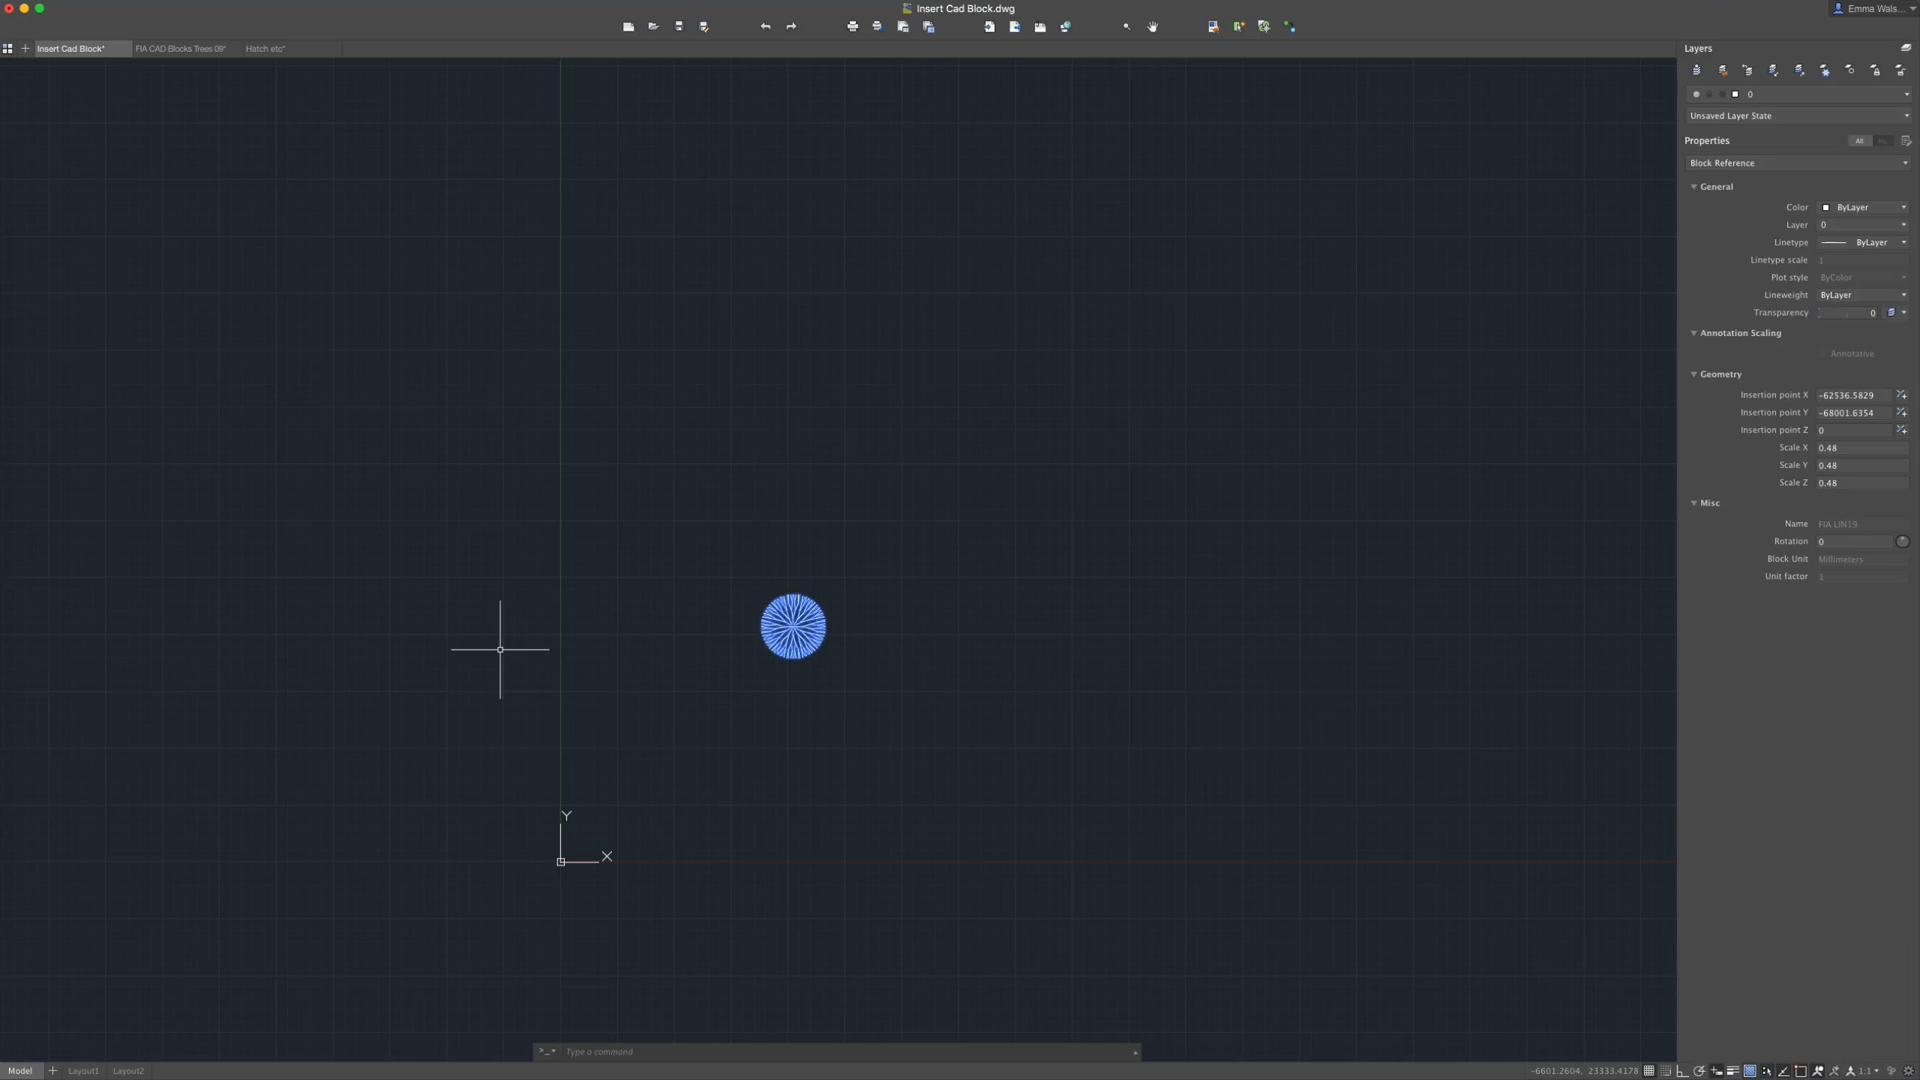 Insert Cad Block.dwg
Emma Wals...
Insert Cad Block*
FIA CAD Blocks Trees 09*
Hatch etc*
Layers
0
Unsaved Layer State
Properties
All
Block Reference
General
Color ByLayer
Layer 0
Linetype ByLayer
Linetype scale 1
Plot style ByColor
Lineweight ByLayer
Transparency 0
Annotation Scaling
Annotative
Geometry
Insertion point X -62536.5829
Insertion point Y -68001.6354
Insertion point Z 0
Scale X 0.48
Scale Y 0.48
Scale Z 0.48
Misc
Name FIA LIN19
Rotation 0
Block Unit Millimeters
Unit factor 1
Y
X
>_ Type a command
Model
Layout1
Layout2
-6601.2604, 23333.4178
1:1